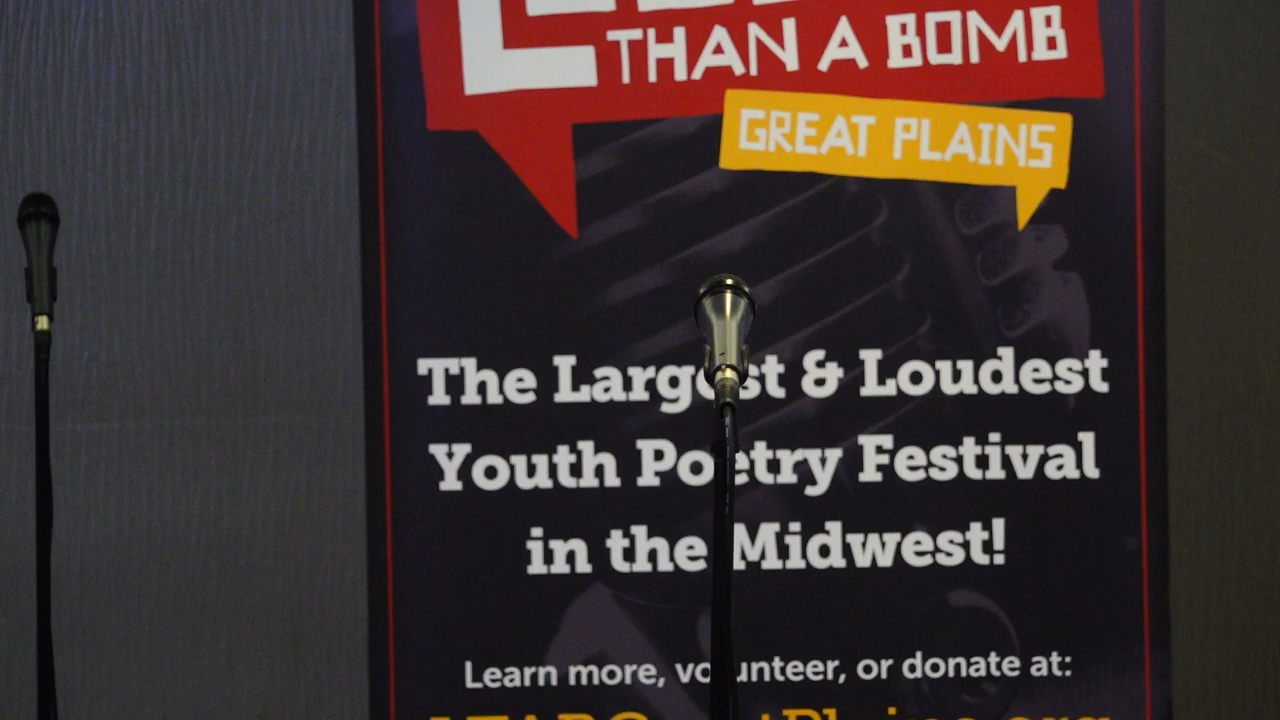 THAN A BOMB
GREAT PLAINS
The Largest & Loudest
Youth Poetry Festival
in the Midwest!
Learn more, volunteer, or donate at: